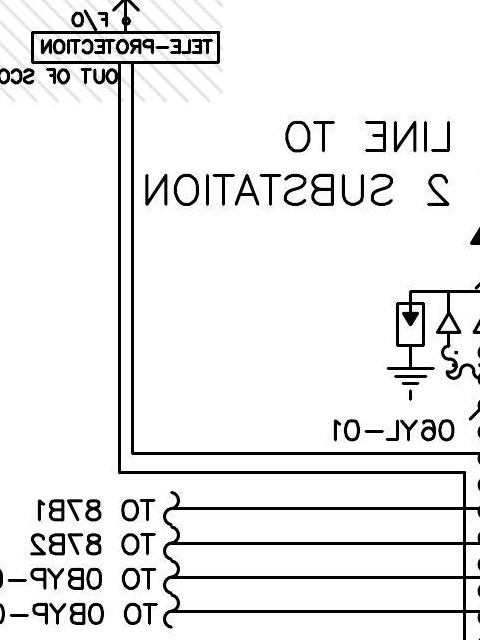 F/O
TELE-PROTECTION
OUT OF
LINE TO
2 SUBSTATION
06YL-01
TO 87B1
TO 87B2
TO 0BYP-
TO 0BYP-